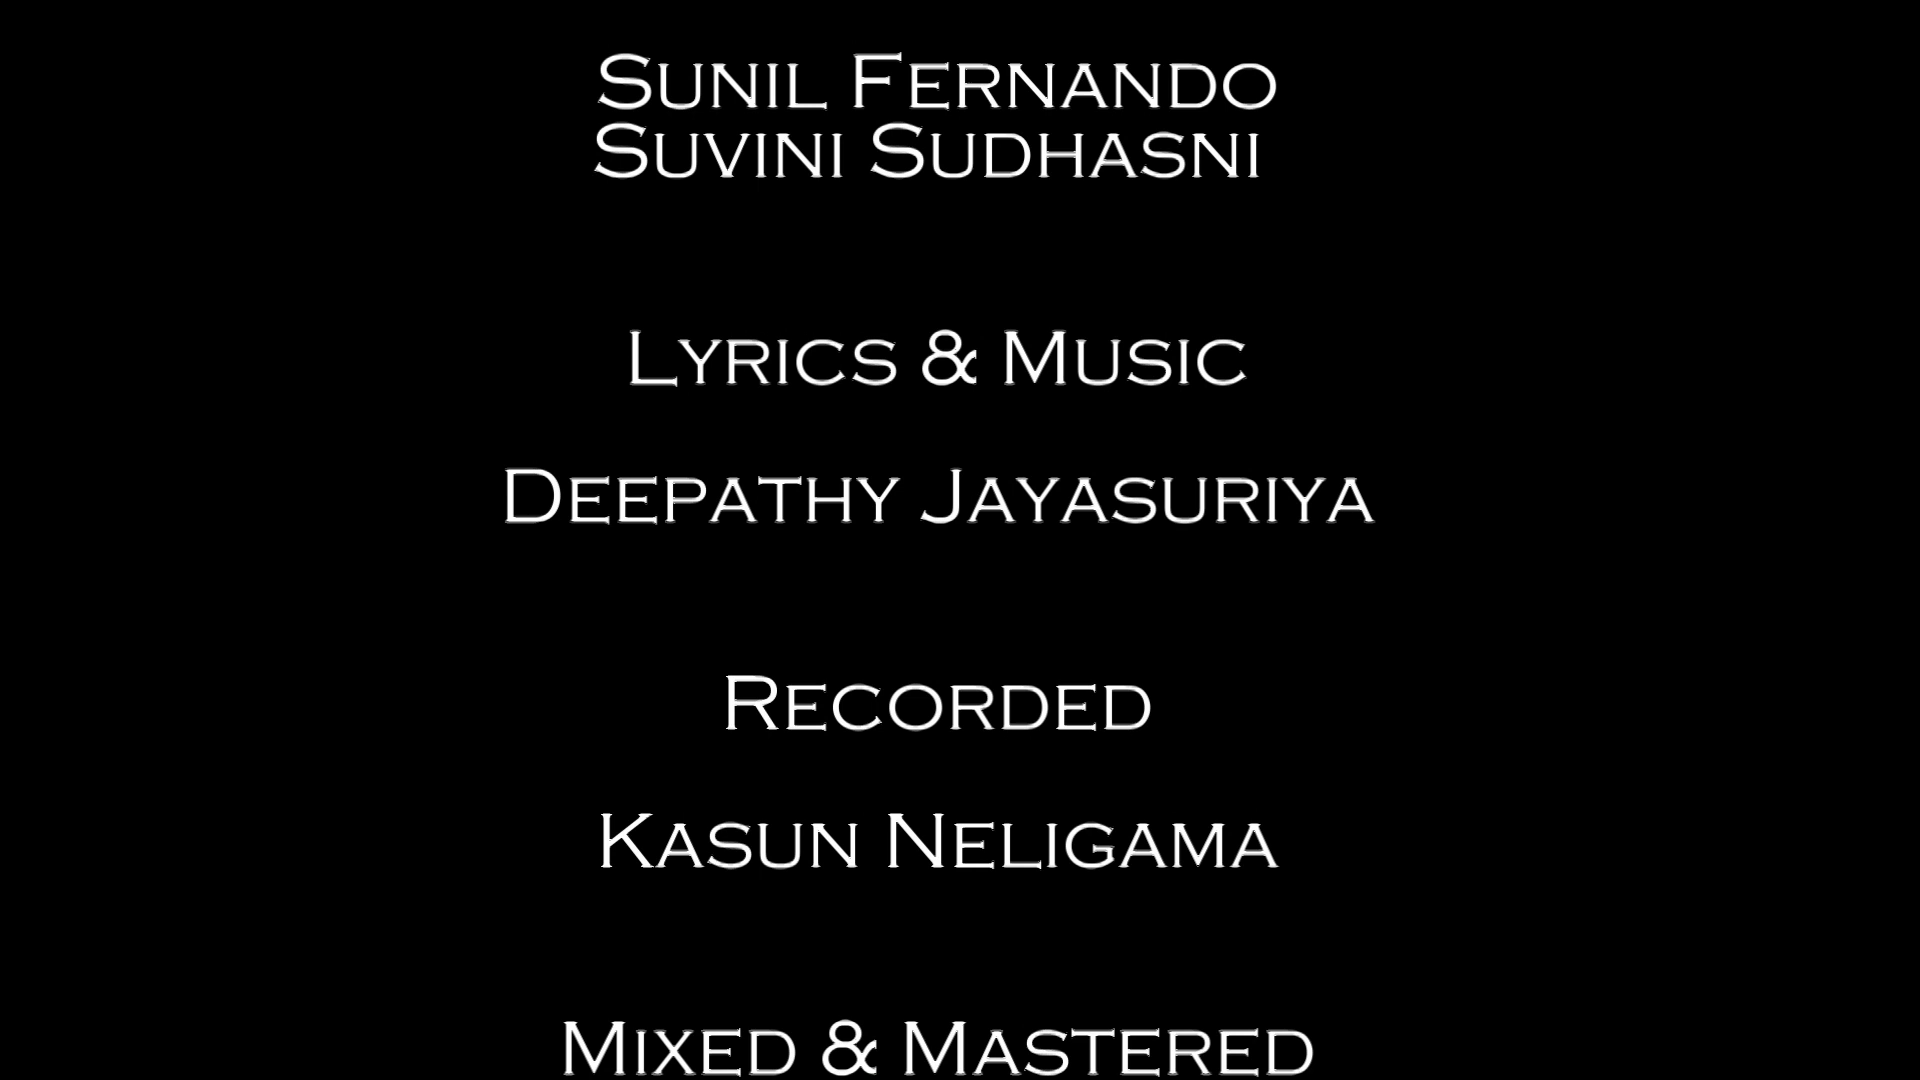 Sunil Fernando
Suvini Sudhasni
Lyrics & Music
Deepathy Jayasuriya
Recorded
Kasun Neligama
Mixed & Mastered